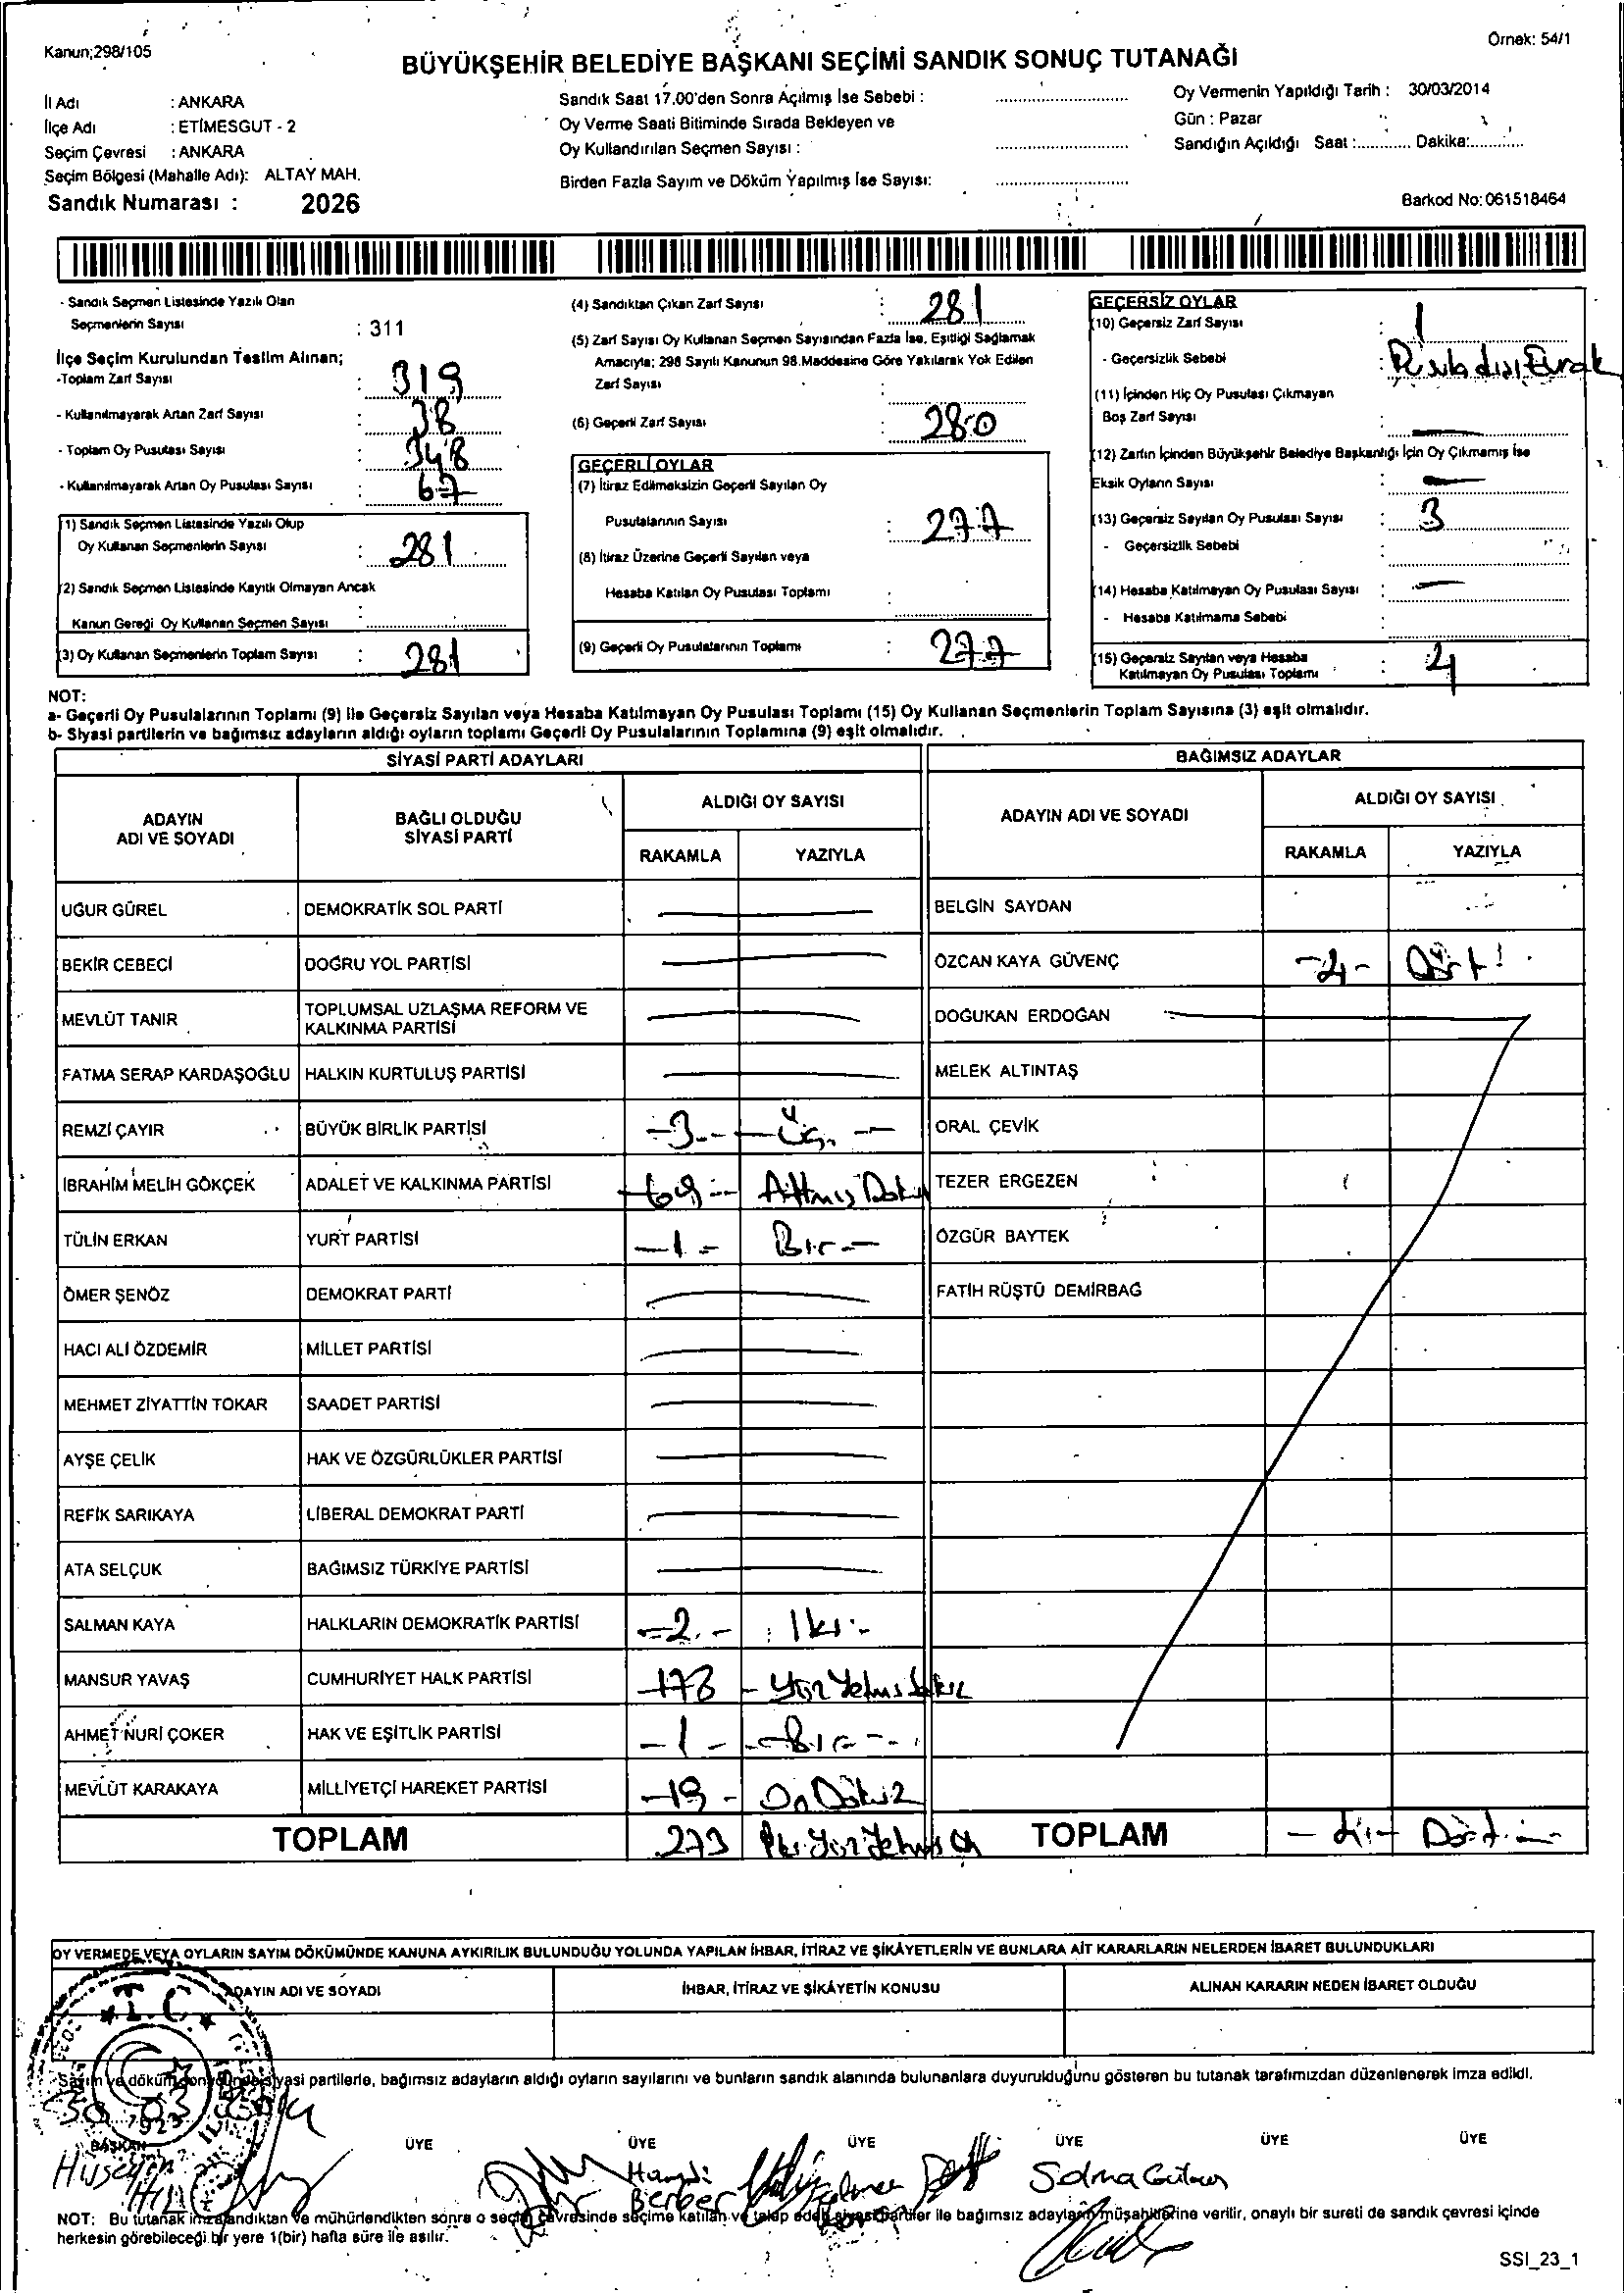 Kanun;298/105
Örnek: 54/1
BÜYÜKŞEHİR BELEDİYE BAŞKANI SEÇİMİ SANDIK SONUÇ TUTANAĞI
İl Adı : ANKARA
İlçe Adı : ETİMESGUT - 2
Seçim Çevresi : ANKARA
Seçim Bölgesi (Mahalle Adı): ALTAY MAH.
Sandık Numarası : 2026
Sandık Saat 17.00'den Sonra Açılmış İse Sebebi :
Oy Verme Saati Bitiminde Sırada Bekleyen ve
Oy Kullandırılan Seçmen Sayısı :
Birden Fazla Sayım ve Döküm Yapılmış İse Sayısı:
Oy Vermenin Yapıldığı Tarih : 30/03/2014
Gün : Pazar
Sandığın Açıldığı Saat :............ Dakika:............
Barkod No: 061518464
- Sandık Seçmen Listesinde Yazılı Olan
Seçmenlerin Sayısı : 311
İlçe Seçim Kurulundan Teslim Alınan;
-Toplam Zarf Sayısı : 319
- Kullanılmayarak Artan Zarf Sayısı : 38
- Toplam Oy Pusulası Sayısı : 348
- Kullanılmayarak Artan Oy Pusulası Sayısı : 67
(1) Sandık Seçmen Listesinde Yazılı Olup
Oy Kullanan Seçmenlerin Sayısı : 281
(2) Sandık Seçmen Listesinde Kayıtlı Olmayan Ancak
Kanun Gereği Oy Kullanan Seçmen Sayısı :
(3) Oy Kullanan Seçmenlerin Toplam Sayısı : 281
(4) Sandıktan Çıkan Zarf Sayısı : 281
(5) Zarf Sayısı Oy Kullanan Seçmen Sayısından Fazla İse, Eşitliği Sağlamak
Amacıyla; 298 Sayılı Kanunun 98.Maddesine Göre Yakılarak Yok Edilen
Zarf Sayısı :
(6) Geçerli Zarf Sayısı : 280
GEÇERLİ OYLAR
(7) İtiraz Edilmeksizin Geçerli Sayılan Oy
Pusulalarının Sayısı : 277
(8) İtiraz Üzerine Geçerli Sayılan veya
Hesaba Katılan Oy Pusulası Toplamı :
(9) Geçerli Oy Pusulalarının Toplamı : 277
GEÇERSİZ OYLAR
(10) Geçersiz Zarf Sayısı : 1
- Geçersizlik Sebebi : Pusula dışı Evrak
(11) İçinden Hiç Oy Pusulası Çıkmayan
Boş Zarf Sayısı : —
(12) Zarfın İçinden Büyükşehir Belediye Başkanlığı İçin Oy Çıkmamış İse
Eksik Oyların Sayısı : —
(13) Geçersiz Sayılan Oy Pusulası Sayısı : 3
- Geçersizlik Sebebi
(14) Hesaba Katılmayan Oy Pusulası Sayısı : —
- Hesaba Katılmama Sebebi
(15) Geçersiz Sayılan veya Hesaba
Katılmayan Oy Pusulası Toplamı : 4
NOT:
a- Geçerli Oy Pusulalarının Toplamı (9) ile Geçersiz Sayılan veya Hesaba Katılmayan Oy Pusulası Toplamı (15) Oy Kullanan Seçmenlerin Toplam Sayısına (3) eşit olmalıdır.
b- Siyasi partilerin ve bağımsız adayların aldığı oyların toplamı Geçerli Oy Pusulalarının Toplamına (9) eşit olmalıdır.
SİYASİ PARTİ ADAYLARI
BAĞIMSIZ ADAYLAR
ADAYIN ADI VE SOYADI
BAĞLI OLDUĞU SİYASİ PARTİ
ALDIĞI OY SAYISI
RAKAMLA YAZIYLA
ADAYIN ADI VE SOYADI
ALDIĞI OY SAYISI
RAKAMLA YAZIYLA
UĞUR GÜREL DEMOKRATİK SOL PARTİ — BELGİN SAYDAN
BEKİR CEBECİ DOĞRU YOL PARTİSİ — ÖZCAN KAYA GÜVENÇ -4- Dört
MEVLÜT TANIR TOPLUMSAL UZLAŞMA REFORM VE KALKINMA PARTİSİ — DOĞUKAN ERDOĞAN
FATMA SERAP KARDAŞOĞLU HALKIN KURTULUŞ PARTİSİ — MELEK ALTINTAŞ
REMZİ ÇAYIR BÜYÜK BİRLİK PARTİSİ -3- Üç ORAL ÇEVİK
İBRAHİM MELİH GÖKÇEK ADALET VE KALKINMA PARTİSİ -69- Altmış Dokuz TEZER ERGEZEN
TÜLİN ERKAN YURT PARTİSİ -1- Bir- ÖZGÜR BAYTEK
ÖMER ŞENÖZ DEMOKRAT PARTİ — FATİH RÜŞTÜ DEMİRBAĞ
HACI ALİ ÖZDEMİR MİLLET PARTİSİ —
MEHMET ZİYATTİN TOKAR SAADET PARTİSİ —
AYŞE ÇELİK HAK VE ÖZGÜRLÜKLER PARTİSİ —
REFİK SARIKAYA LİBERAL DEMOKRAT PARTİ —
ATA SELÇUK BAĞIMSIZ TÜRKİYE PARTİSİ —
SALMAN KAYA HALKLARIN DEMOKRATİK PARTİSİ -2- İki-
MANSUR YAVAŞ CUMHURİYET HALK PARTİSİ -178- Yüz Yetmiş Sekiz
AHMET NURİ ÇOKER HAK VE EŞİTLİK PARTİSİ -1- Bir-
MEVLÜT KARAKAYA MİLLİYETÇİ HAREKET PARTİSİ -19- On Dokuz
TOPLAM 273 İki Yüz Yetmiş Üç TOPLAM -4- Dört
OY VERMEDE VEYA OYLARIN SAYIM DÖKÜMÜNDE KANUNA AYKIRILIK BULUNDUĞU YOLUNDA YAPILAN İHBAR, İTİRAZ VE ŞİKÂYETLERİN VE BUNLARA AİT KARARLARIN NELERDEN İBARET BULUNDUKLARI
ADAYIN ADI VE SOYADI İHBAR, İTİRAZ VE ŞİKÂYETİN KONUSU ALINAN KARARIN NEDEN İBARET OLDUĞU
T.C.
Sayım ve döküm sonucunda siyasi partilerle, bağımsız adayların aldığı oyların sayılarını ve bunların sandık alanında bulunanlara duyurulduğunu gösteren bu tutanak tarafımızdan düzenlenerek imza edildi.
30 03 2014
BAŞKAN ÜYE ÜYE ÜYE ÜYE ÜYE ÜYE
Hüseyin
Hamdi
Berber
Selma Gülmez
NOT: Bu tutanak imzalandıktan ve mühürlendikten sonra o seçim çevresinde seçime katılan ve talep eden siyasi partiler ile bağımsız adayların müşahitlerine verilir, onaylı bir sureti de sandık çevresi içinde
herkesin görebileceği bir yere 1(bir) hafta süre ile asılır.
SSI_23_1